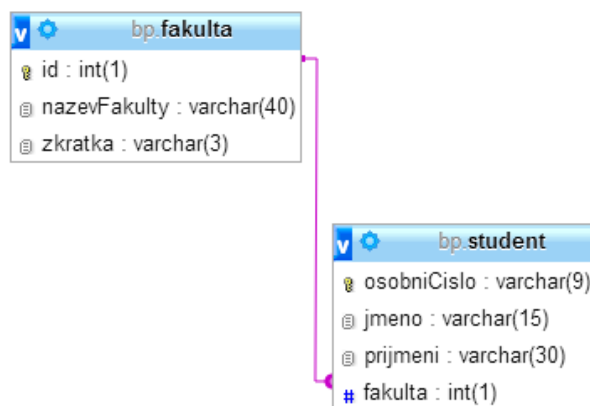 v bp.fakulta
id : int(1)
nazevFakulty : varchar(40)
zkratka : varchar(3)
v bp.student
osobniCislo : varchar(9)
jmeno : varchar(15)
prijmeni : varchar(30)
# fakulta : int(1)